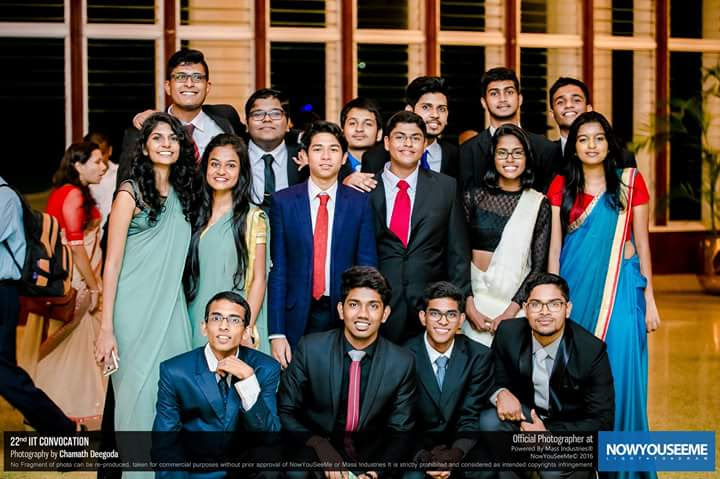 22nd IIT CONVOCATION
Photography by Chamath Deegoda
Official Photographer at
Powered by Mass Industries®
NowYouSeeMe© 2016
No Fragment of photo can be re-produced, taken for commercial purposes without prior approval of NowYouSeeMe or Mass Industries It is strictly prohibited and considered as intended copyrights infringement
NOWYOUSEEME